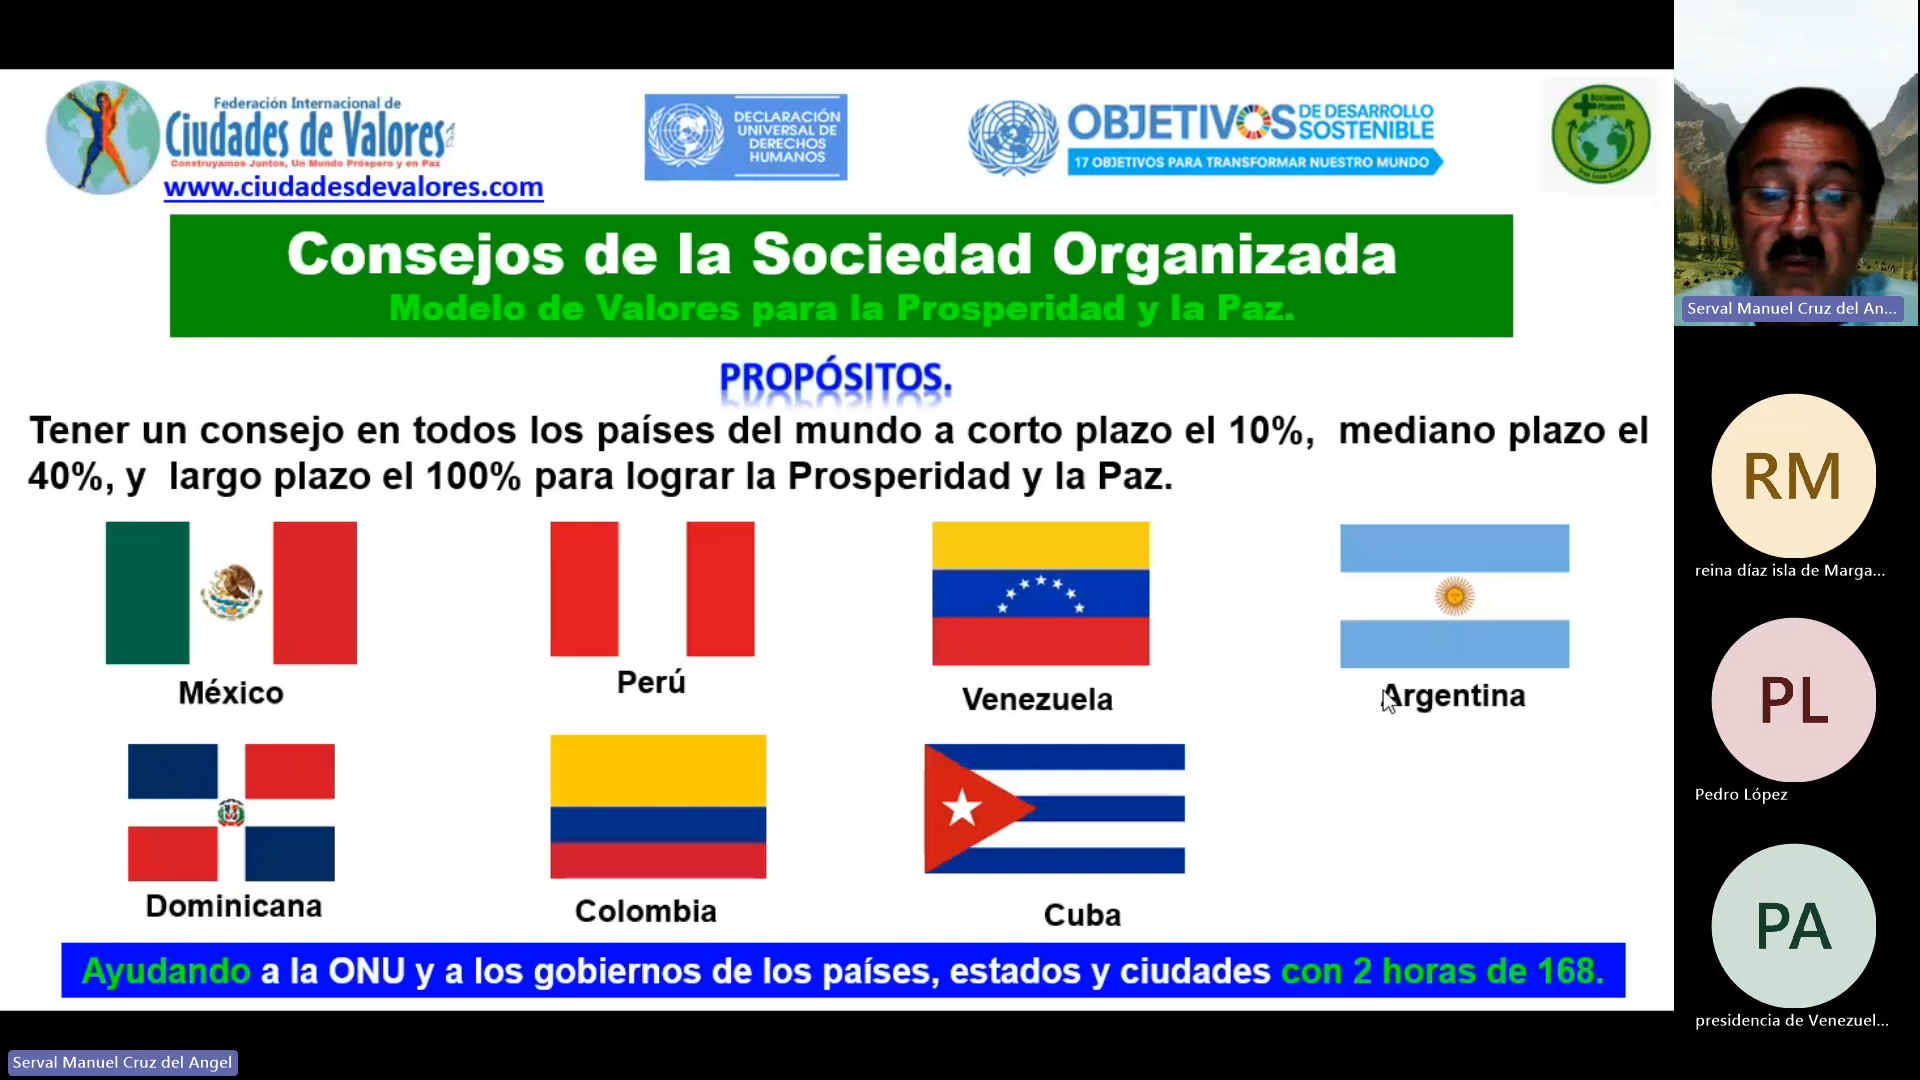 Federación Internacional de
Ciudades de Valores
Construyamos Juntos, Un Mundo Próspero y en Paz
www.ciudadesdevalores.com
DECLARACIÓN
UNIVERSAL DE
DERECHOS
HUMANOS
OBJETIVOS DE DESARROLLO
SOSTENIBLE
17 OBJETIVOS PARA TRANSFORMAR NUESTRO MUNDO
Consejos de la Sociedad Organizada
Modelo de Valores para la Prosperidad y la Paz.
PROPÓSITOS.
Tener un consejo en todos los países del mundo a corto plazo el 10%, mediano plazo el
40%, y largo plazo el 100% para lograr la Prosperidad y la Paz.
México
Perú
Venezuela
Argentina
Dominicana
Colombia
Cuba
Ayudando a la ONU y a los gobiernos de los países, estados y ciudades con 2 horas de 168.
Serval Manuel Cruz del An...
RM
reina díaz isla de Marga...
PL
Pedro López
PA
presidencia de Venezuel...
Serval Manuel Cruz del Angel